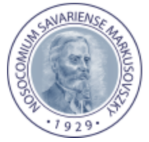 NOSOCOMIUM SAVARIENSE MARKUSOVSZKY
· 1929 ·